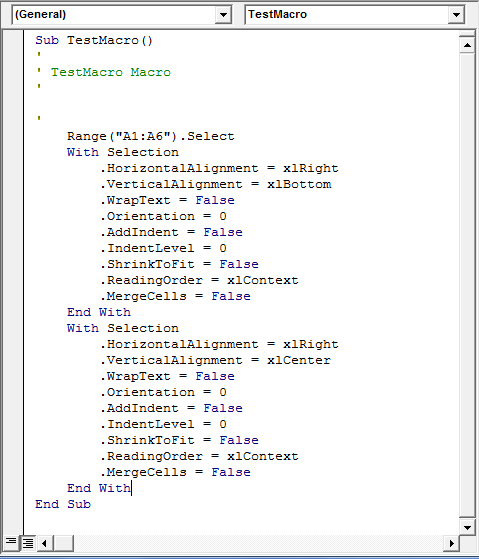 (General) TestMacro
Sub TestMacro()
'
' TestMacro Macro
'

'
    Range("A1:A6").Select
    With Selection
        .HorizontalAlignment = xlRight
        .VerticalAlignment = xlBottom
        .WrapText = False
        .Orientation = 0
        .AddIndent = False
        .IndentLevel = 0
        .ShrinkToFit = False
        .ReadingOrder = xlContext
        .MergeCells = False
    End With
    With Selection
        .HorizontalAlignment = xlRight
        .VerticalAlignment = xlCenter
        .WrapText = False
        .Orientation = 0
        .AddIndent = False
        .IndentLevel = 0
        .ShrinkToFit = False
        .ReadingOrder = xlContext
        .MergeCells = False
    End With
End Sub